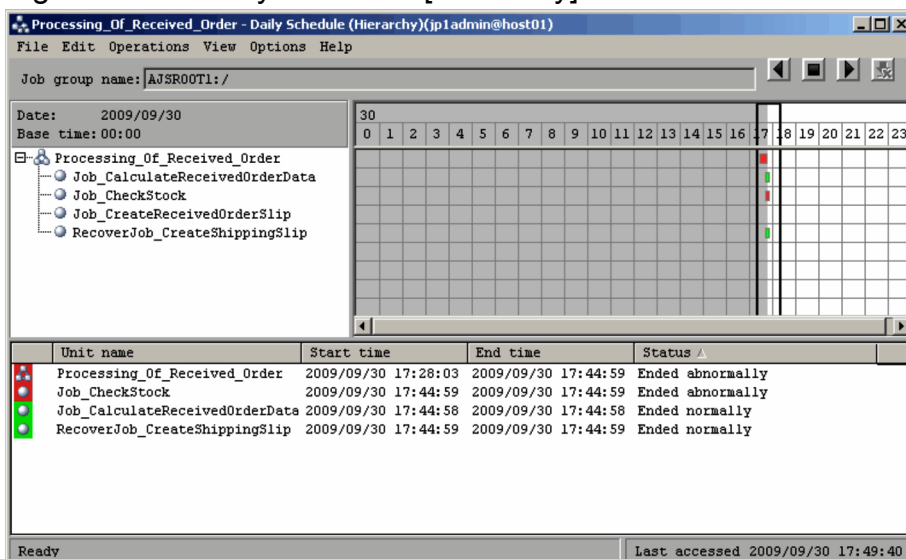 Processing_Of_Received_Order - Daily Schedule (Hierarchy)(jp1admin@host01)
File Edit Operations View Options Help
Job group name: AJSROOT1:/
Date: 2009/09/30
Base time: 00:00
30
0 1 2 3 4 5 6 7 8 9 10 11 12 13 14 15 16 17 18 19 20 21 22 23
Processing_Of_Received_Order
Job_CalculateReceivedOrderData
Job_CheckStock
Job_CreateReceivedOrderSlip
RecoverJob_CreateShippingSlip
Unit name Start time End time Status
Processing_Of_Received_Order 2009/09/30 17:28:03 2009/09/30 17:44:59 Ended abnormally
Job_CheckStock 2009/09/30 17:44:59 2009/09/30 17:44:59 Ended abnormally
Job_CalculateReceivedOrderData 2009/09/30 17:44:58 2009/09/30 17:44:58 Ended normally
RecoverJob_CreateShippingSlip 2009/09/30 17:44:59 2009/09/30 17:44:59 Ended normally
Ready Last accessed 2009/09/30 17:49:40